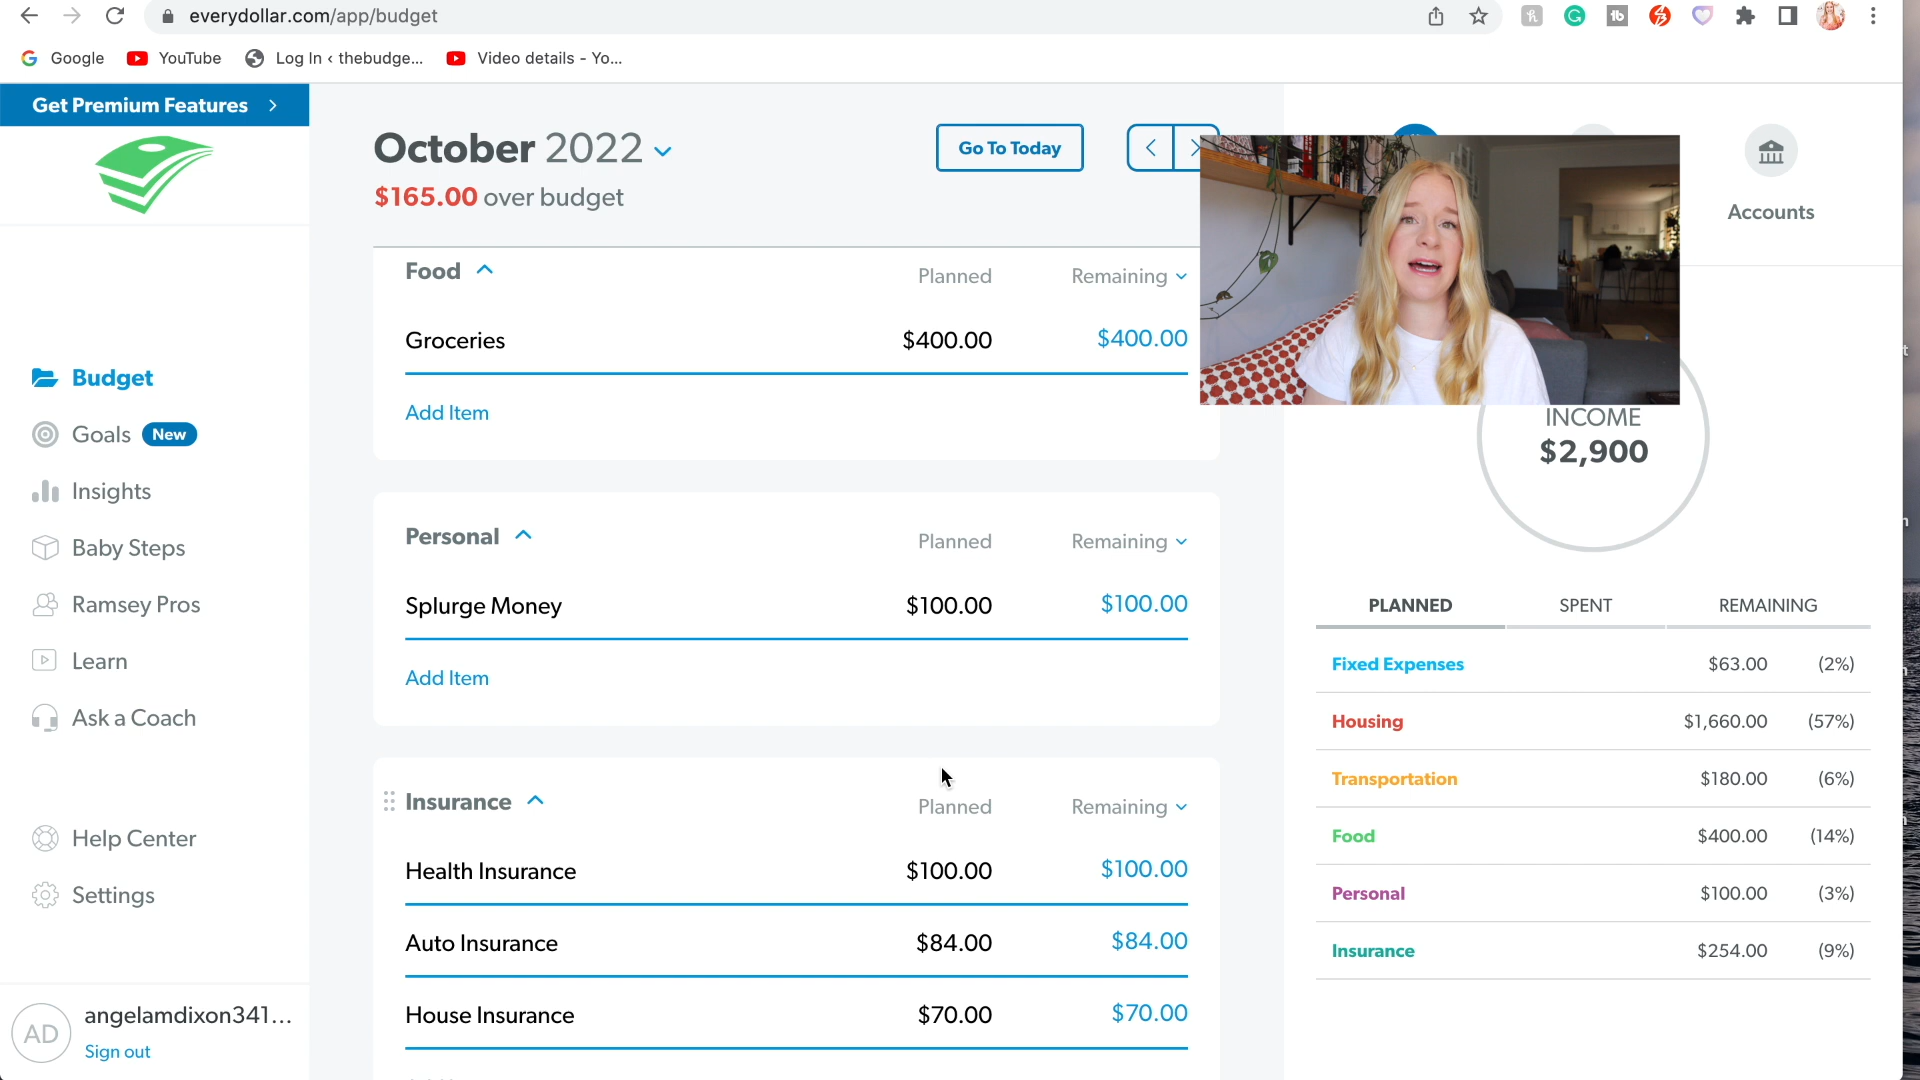 everydollar.com/app/budget
Google YouTube Log In ‹ thebudge... Video details - Yo...
Get Premium Features
October 2022
Go To Today
$165.00 over budget
Accounts
Budget
Goals New
Insights
Baby Steps
Ramsey Pros
Learn
Ask a Coach
Help Center
Settings
AD
angelamdixon341...
Sign out
Food Planned Remaining
Groceries $400.00 $400.00
Add Item
Personal Planned Remaining
Splurge Money $100.00 $100.00
Add Item
Insurance Planned Remaining
Health Insurance $100.00 $100.00
Auto Insurance $84.00 $84.00
House Insurance $70.00 $70.00
INCOME
$2,900
PLANNED SPENT REMAINING
Fixed Expenses $63.00 (2%)
Housing $1,660.00 (57%)
Transportation $180.00 (6%)
Food $400.00 (14%)
Personal $100.00 (3%)
Insurance $254.00 (9%)